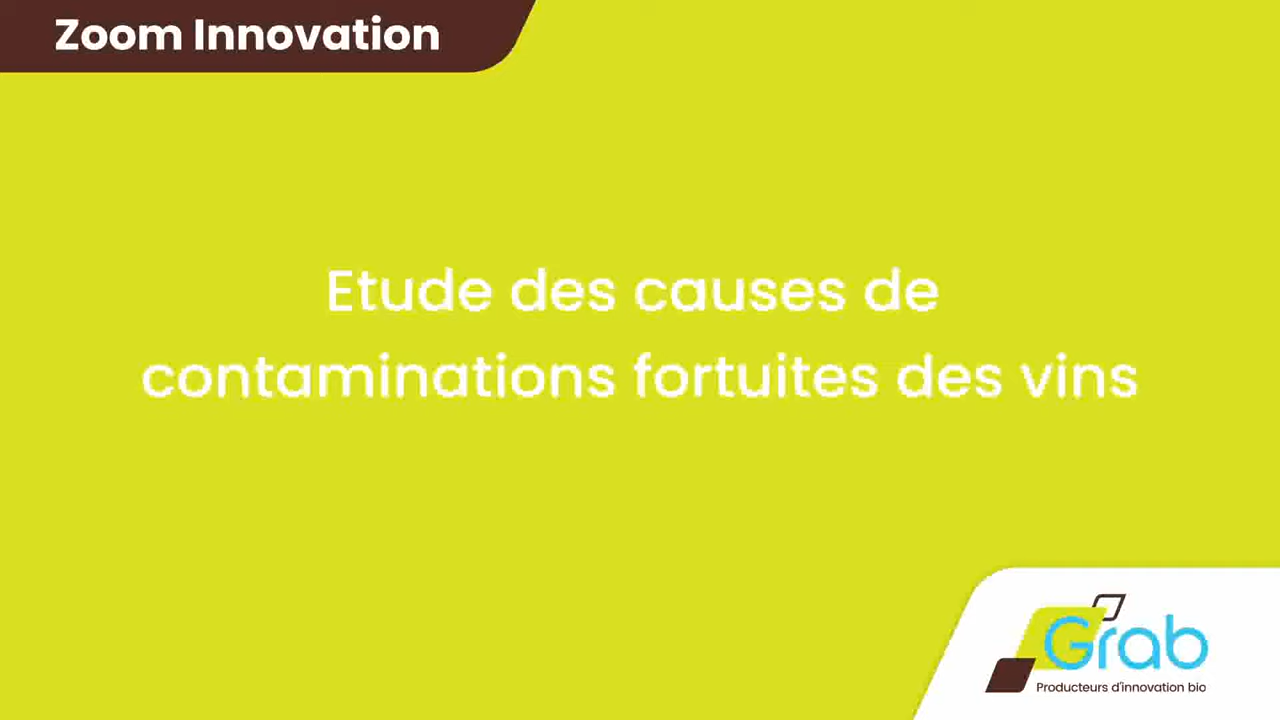 Zoom Innovation
Etude des causes de
contaminations fortuites des vins
Grab
Producteurs d'innovation bio